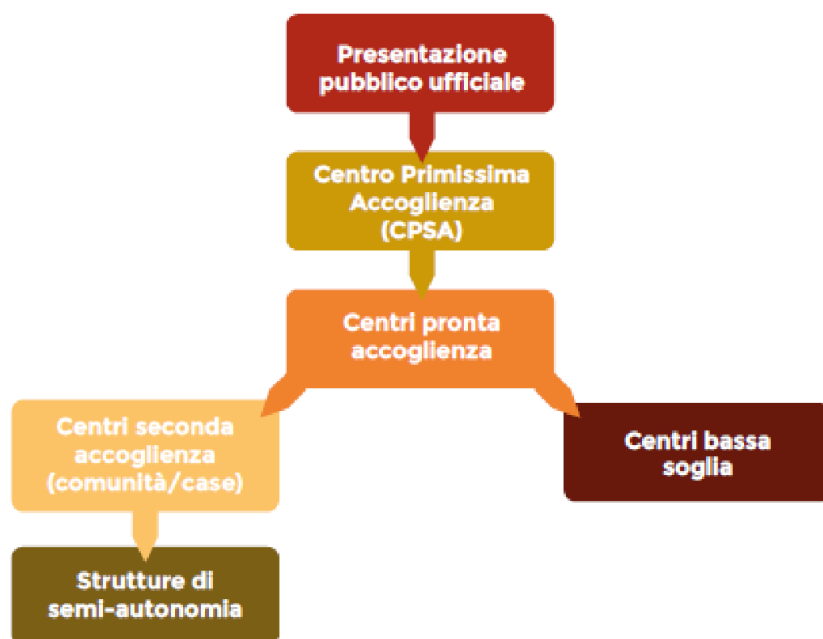 Presentazione
pubblico ufficiale
Centro Primissima
Accoglienza
(CPSA)
Centri pronta
accoglienza
Centri seconda
accoglienza
(comunità/case)
Centri bassa
soglia
Strutture di
semi-autonomia